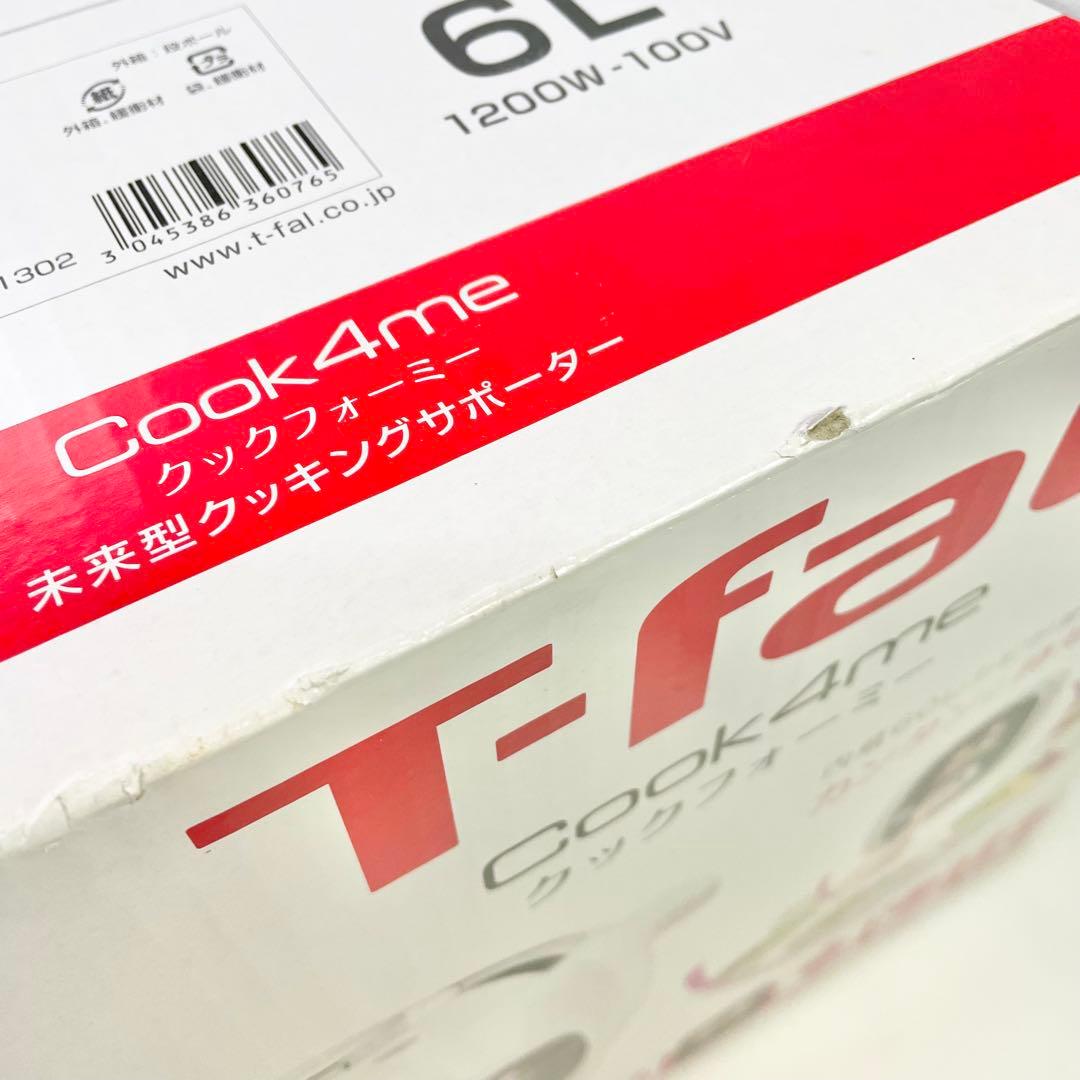 6L
1200W-100V
外箱：段ボール
紙
プラ
外箱、緩衝材
袋、緩衝材
3 045386 360765
1302
www.t-fal.co.jp
Cook4me
クックフォーミー
未来型クッキングサポーター
T-fal
Cook4me
クックフォーミー